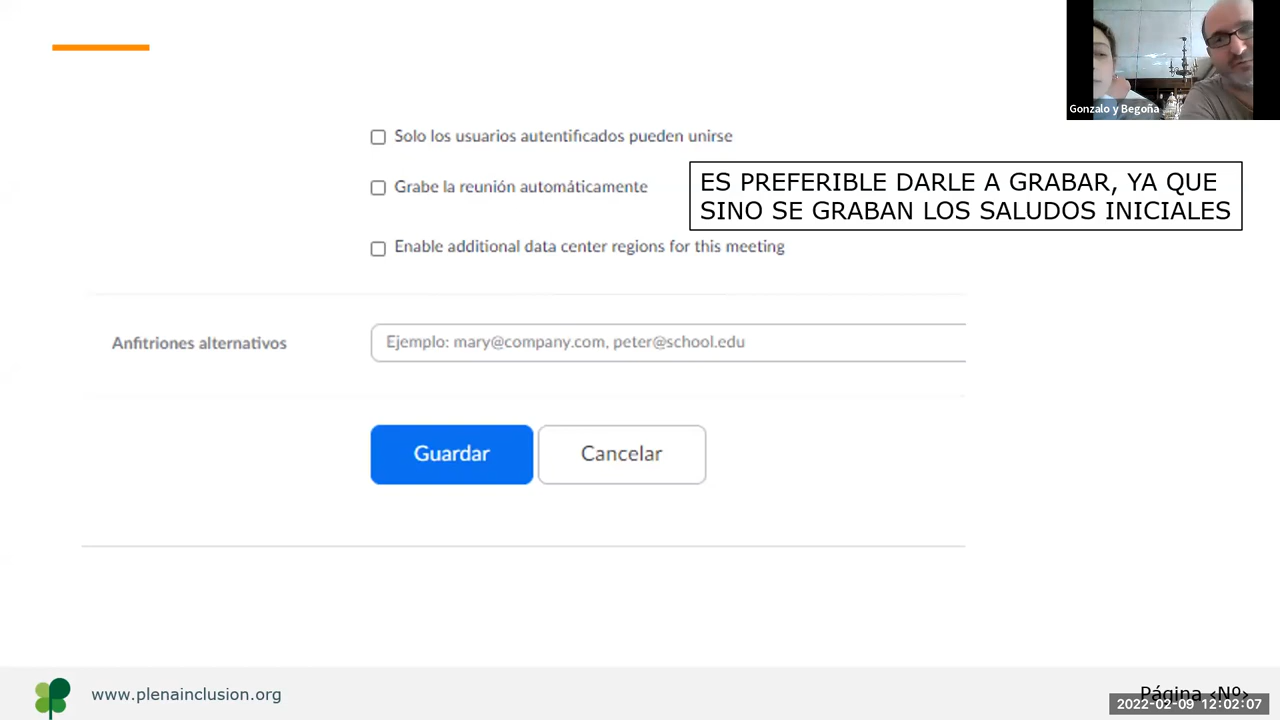 Gonzalo y Begoña
Solo los usuarios autentificados pueden unirse
Grabe la reunión automáticamente
ES PREFERIBLE DARLE A GRABAR, YA QUE
SINO SE GRABAN LOS SALUDOS INICIALES
Enable additional data center regions for this meeting
Anfitriones alternativos
Ejemplo: mary@company.com, peter@school.edu
Guardar
Cancelar
www.plenainclusion.org
Página ‹Nº›
2022-02-09 12:02:07